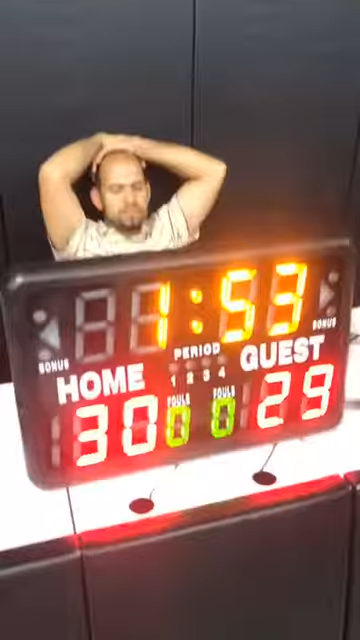 1:53
BONUS
BONUS
PERIOD
1 2 3 4
HOME
GUEST
FOULS
FOULS
30
0
0
29